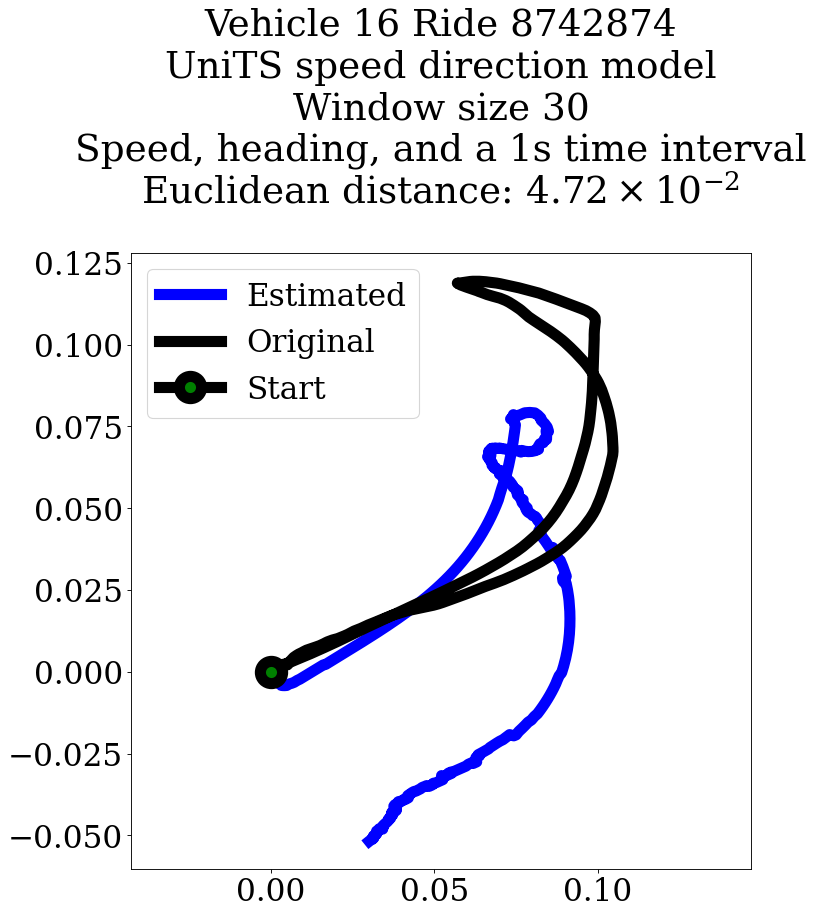 Vehicle 16 Ride 8742874
UniTS speed direction model
Window size 30
Speed, heading, and a 1s time interval
Euclidean distance: 4.72 × 10⁻²
0.125
0.100
0.075
0.050
0.025
0.000
−0.025
−0.050
Estimated
Original
Start
0.00 0.05 0.10